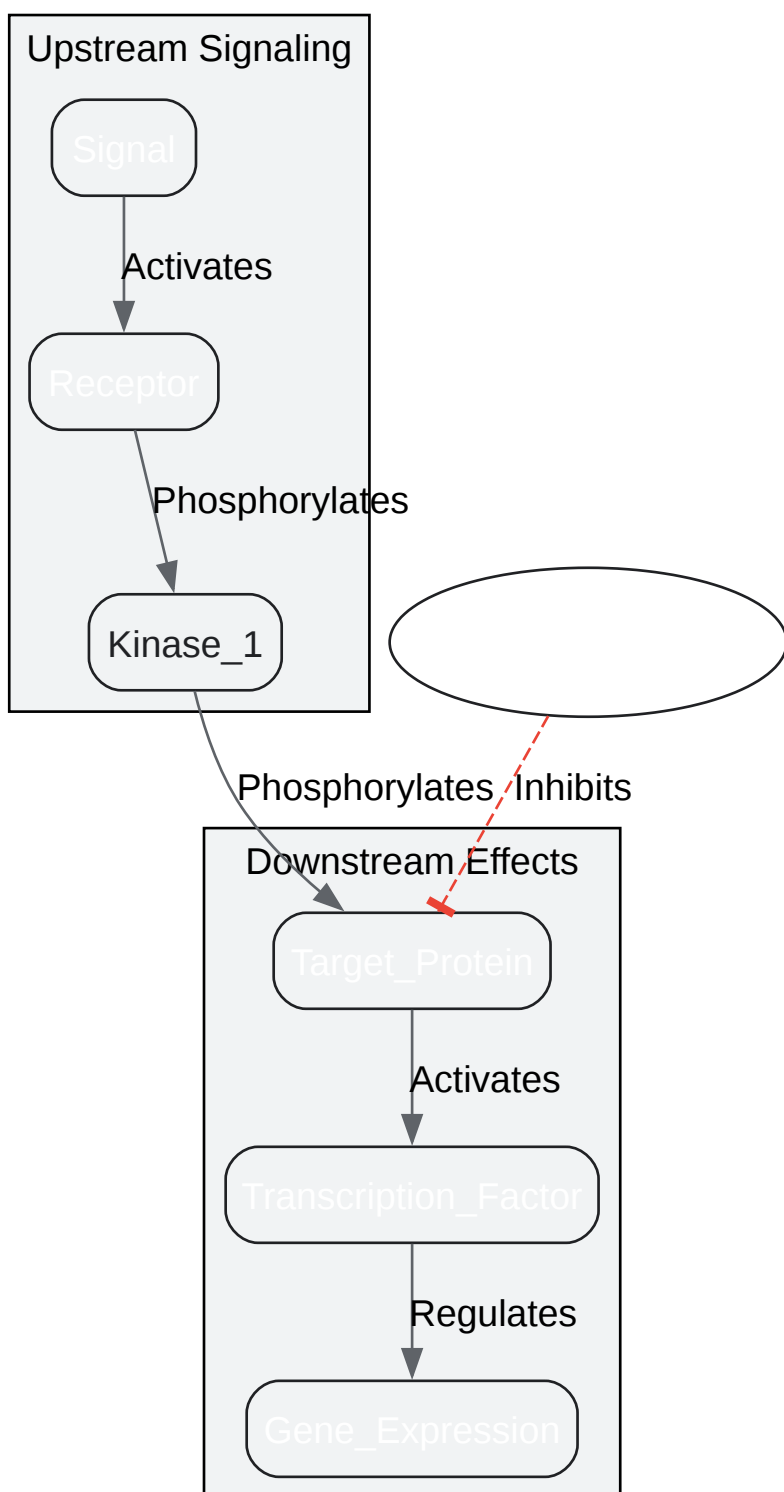 Upstream Signaling
Signal
Activates
Receptor
Phosphorylates
Kinase_1
Phosphorylates
Inhibits
Downstream Effects
Target_Protein
Activates
Transcription_Factor
Regulates
Gene_Expression